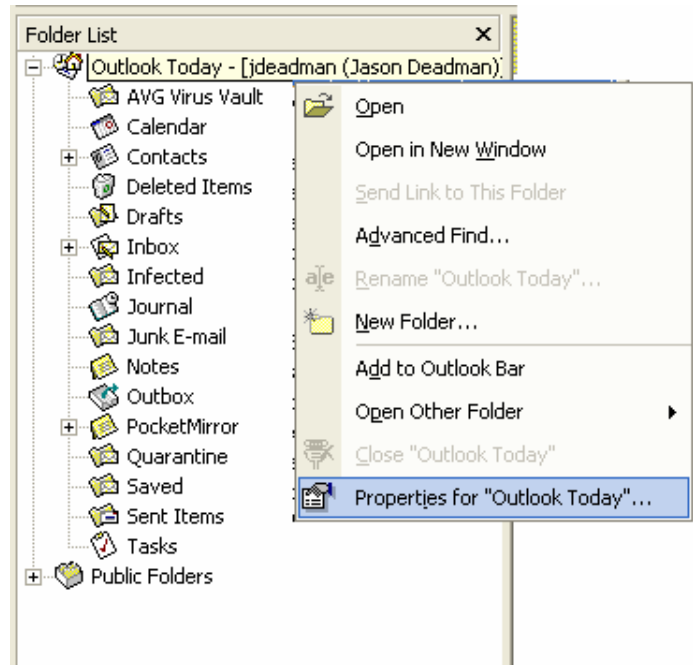 Folder List
Outlook Today - [jdeadman (Jason Deadman)]
AVG Virus Vault
Calendar
Contacts
Deleted Items
Drafts
Inbox
Infected
Journal
Junk E-mail
Notes
Outbox
PocketMirror
Quarantine
Saved
Sent Items
Tasks
Public Folders
Open
Open in New Window
Send Link to This Folder
Advanced Find...
Rename "Outlook Today"...
New Folder...
Add to Outlook Bar
Open Other Folder
Close "Outlook Today"
Properties for "Outlook Today"...